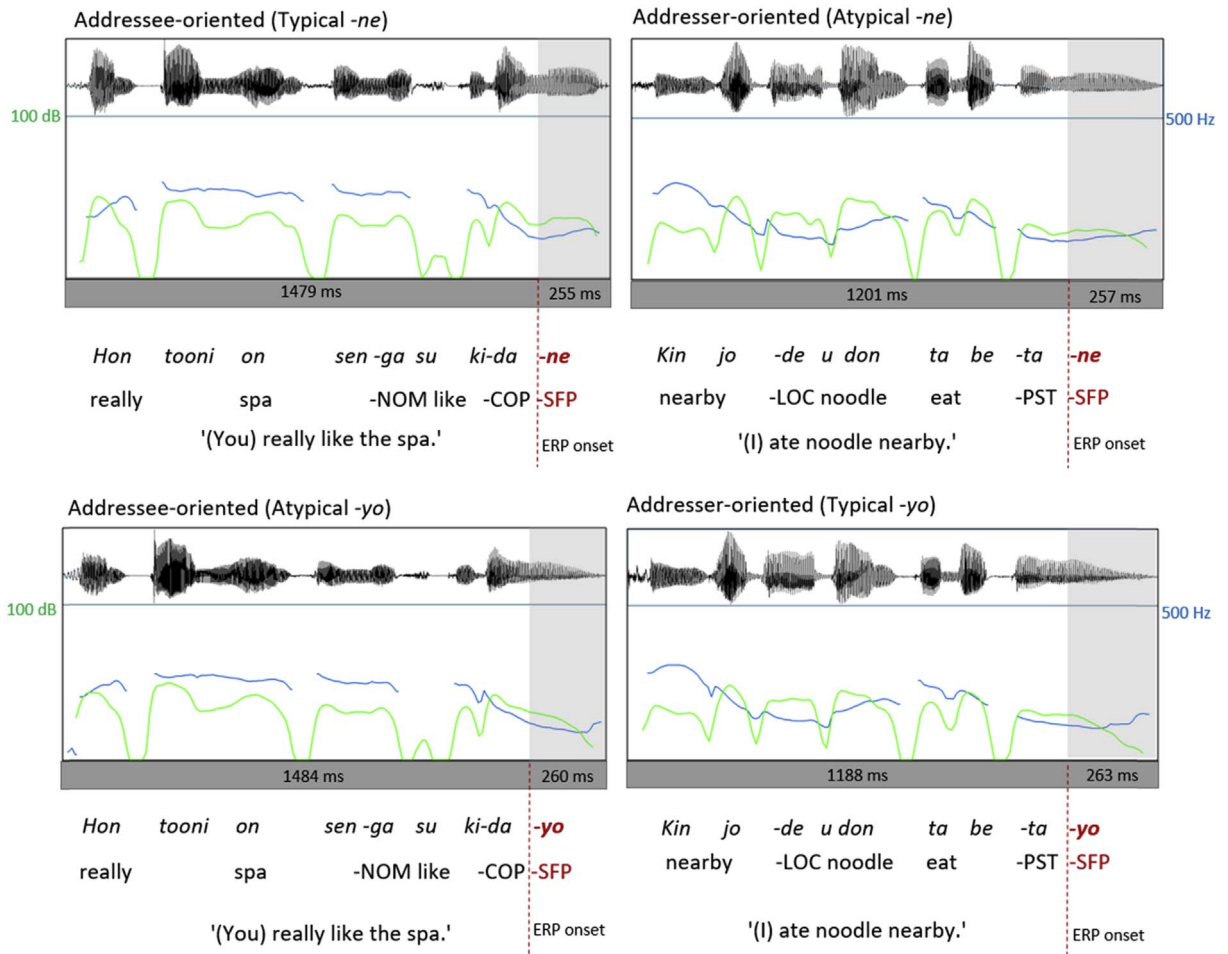 Addressee-oriented (Typical -ne)
100 dB
1479 ms 255 ms
Hon tooni on sen -ga su ki-da -ne
really spa -NOM like -COP -SFP
'(You) really like the spa.' ERP onset
Addresser-oriented (Atypical -ne)
500 Hz
1201 ms 257 ms
Kin jo -de u don ta be -ta -ne
nearby -LOC noodle eat -PST -SFP
'(I) ate noodle nearby.' ERP onset
Addressee-oriented (Atypical -yo)
100 dB
1484 ms 260 ms
Hon tooni on sen -ga su ki-da -yo
really spa -NOM like -COP -SFP
'(You) really like the spa.' ERP onset
Addresser-oriented (Typical -yo)
500 Hz
1188 ms 263 ms
Kin jo -de u don ta be -ta -yo
nearby -LOC noodle eat -PST -SFP
'(I) ate noodle nearby.' ERP onset